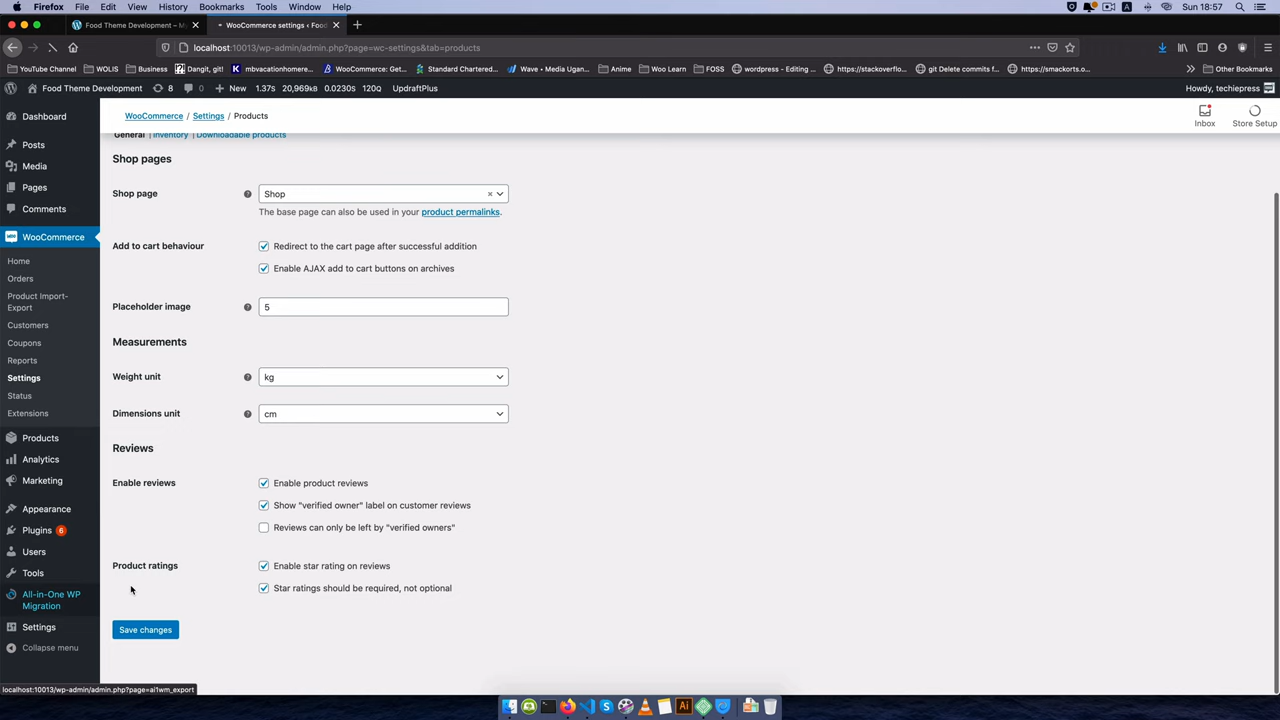 Firefox File Edit View History Bookmarks Tools Window Help
Sun 18:57
Food Theme Development – M
WooCommerce settings ‹ Food
localhost:10013/wp-admin/admin.php?page=wc-settings&tab=products
YouTube Channel WOLIS Business Dangit, git! mbvacationhomere... WooCommerce: Get... Standard Chartered... Wave • Media Ugan... Anime Woo Learn FOSS wordpress - Editing ... https://stackoverflo... git Delete commits f... https://smackorts.o... Other Bookmarks
Food Theme Development 8 0 + New 1.37s 20,969kB 0.0230s 120Q UpdraftPlus Howdy, techiepress
WooCommerce / Settings / Products
Inbox
Store Setup
General | Inventory | Downloadable products
Dashboard
Posts
Media
Pages
Comments
WooCommerce
Home
Orders
Product Import-
Export
Customers
Coupons
Reports
Settings
Status
Extensions
Products
Analytics
Marketing
Appearance
Plugins 6
Users
Tools
All-in-One WP
Migration
Settings
Collapse menu
Shop pages
Shop page
Shop
The base page can also be used in your product permalinks.
Add to cart behaviour
Redirect to the cart page after successful addition
Enable AJAX add to cart buttons on archives
Placeholder image
5
Measurements
Weight unit
kg
Dimensions unit
cm
Reviews
Enable reviews
Enable product reviews
Show "verified owner" label on customer reviews
Reviews can only be left by "verified owners"
Product ratings
Enable star rating on reviews
Star ratings should be required, not optional
Save changes
localhost:10013/wp-admin/admin.php?page=ai1wm_export